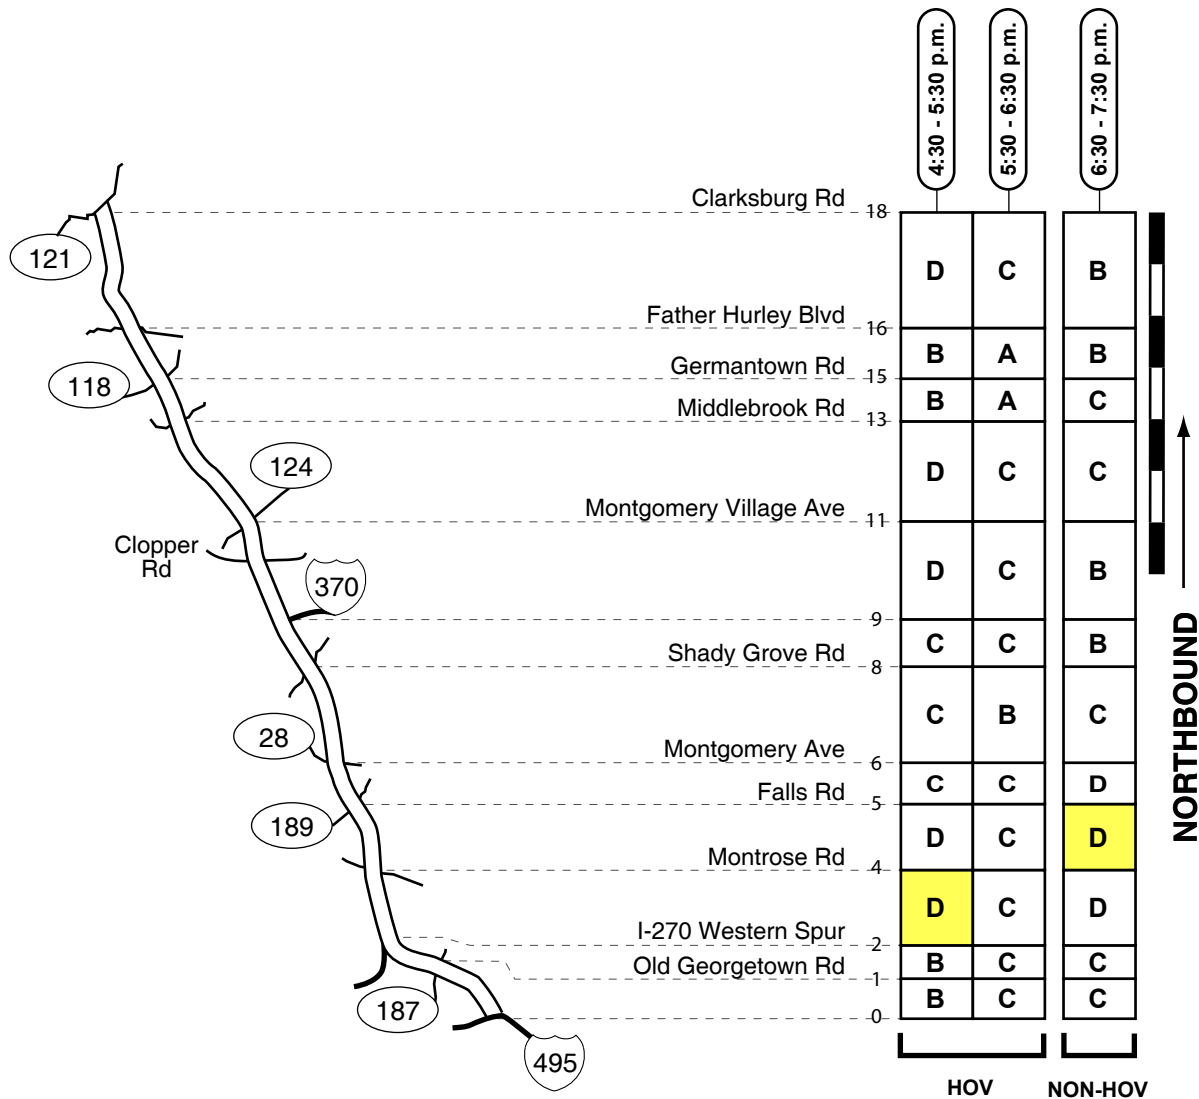 4:30 - 5:30 p.m.
5:30 - 6:30 p.m.
6:30 - 7:30 p.m.
Clarksburg Rd
18
121
D C B
Father Hurley Blvd
16
B A B
Germantown Rd
15
118
B A C
Middlebrook Rd
13
124
D C C
Montgomery Village Ave
11
Clopper
Rd
370
D C B
9
C C B
Shady Grove Rd
8
28
C B C
Montgomery Ave
6
C C D
Falls Rd
5
189
D C D
Montrose Rd
4
D C D
I-270 Western Spur
2
Old Georgetown Rd
B C C
1
187
B C C
0
495
HOV
NON-HOV
NORTHBOUND